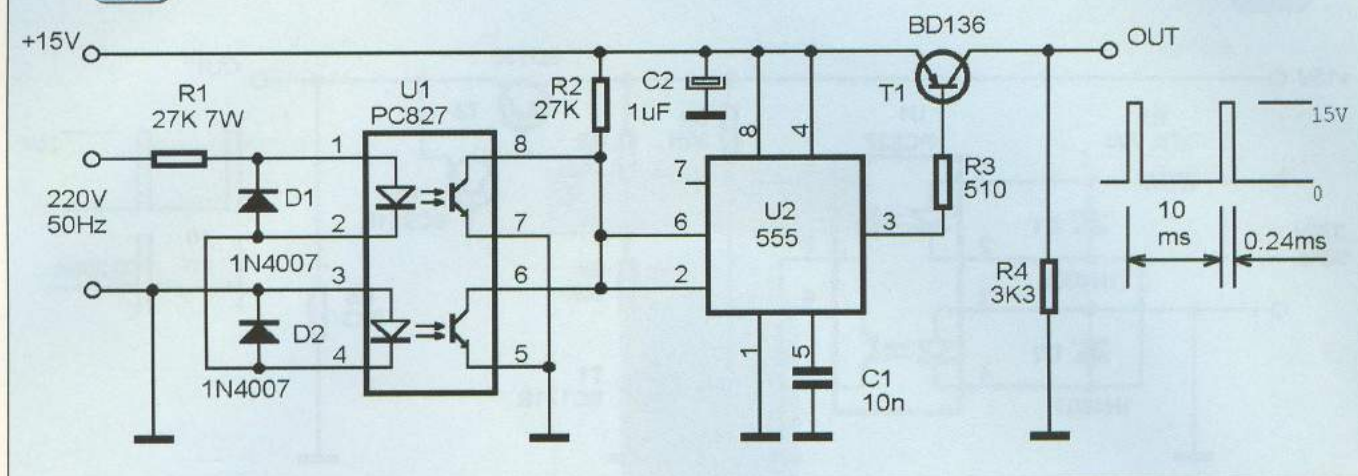 BD136
+15V
OUT
R1
27K 7W
U1
PC827
R2
27K
C2
1uF
T1
8
4
15V
0
1
8
7
R3
510
220V
50Hz
D1
2
7
6
U2
555
3
10
ms
0.24ms
1N4007
3
6
2
R4
3K3
D2
4
5
1
5
C1
10n
1N4007